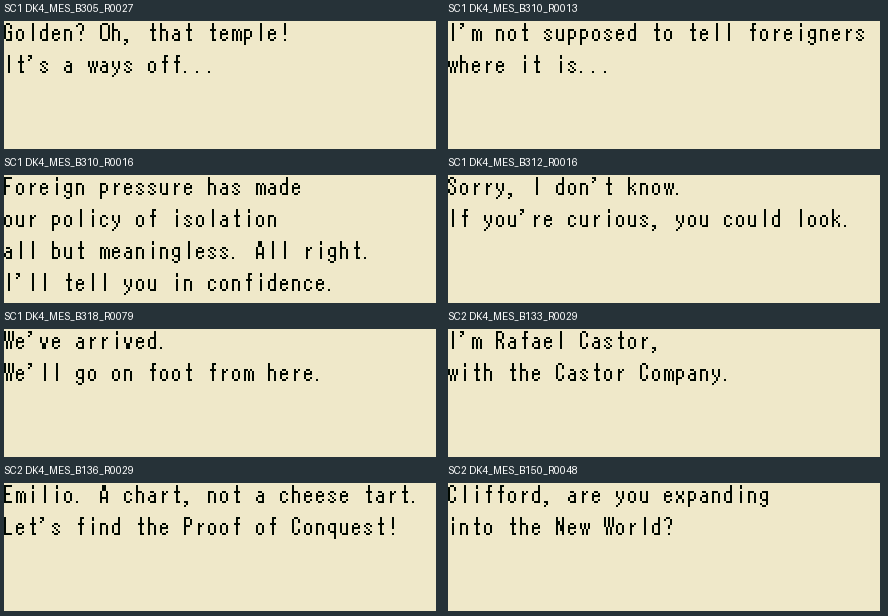 SC1 DK4_MES_B305_R0027
Golden? Oh, that temple!
It's a ways off...
SC1 DK4_MES_B310_R0013
I'm not supposed to tell foreigners
where it is...
SC1 DK4_MES_B310_R0016
Foreign pressure has made
our policy of isolation
all but meaningless. All right.
I'll tell you in confidence.
SC1 DK4_MES_B312_R0016
Sorry, I don't know.
If you're curious, you could look.
SC1 DK4_MES_B318_R0079
We've arrived.
We'll go on foot from here.
SC2 DK4_MES_B133_R0029
I'm Rafael Castor,
with the Castor Company.
SC2 DK4_MES_B136_R0029
Emilio. A chart, not a cheese tart.
Let's find the Proof of Conquest!
SC2 DK4_MES_B150_R0048
Clifford, are you expanding
into the New World?